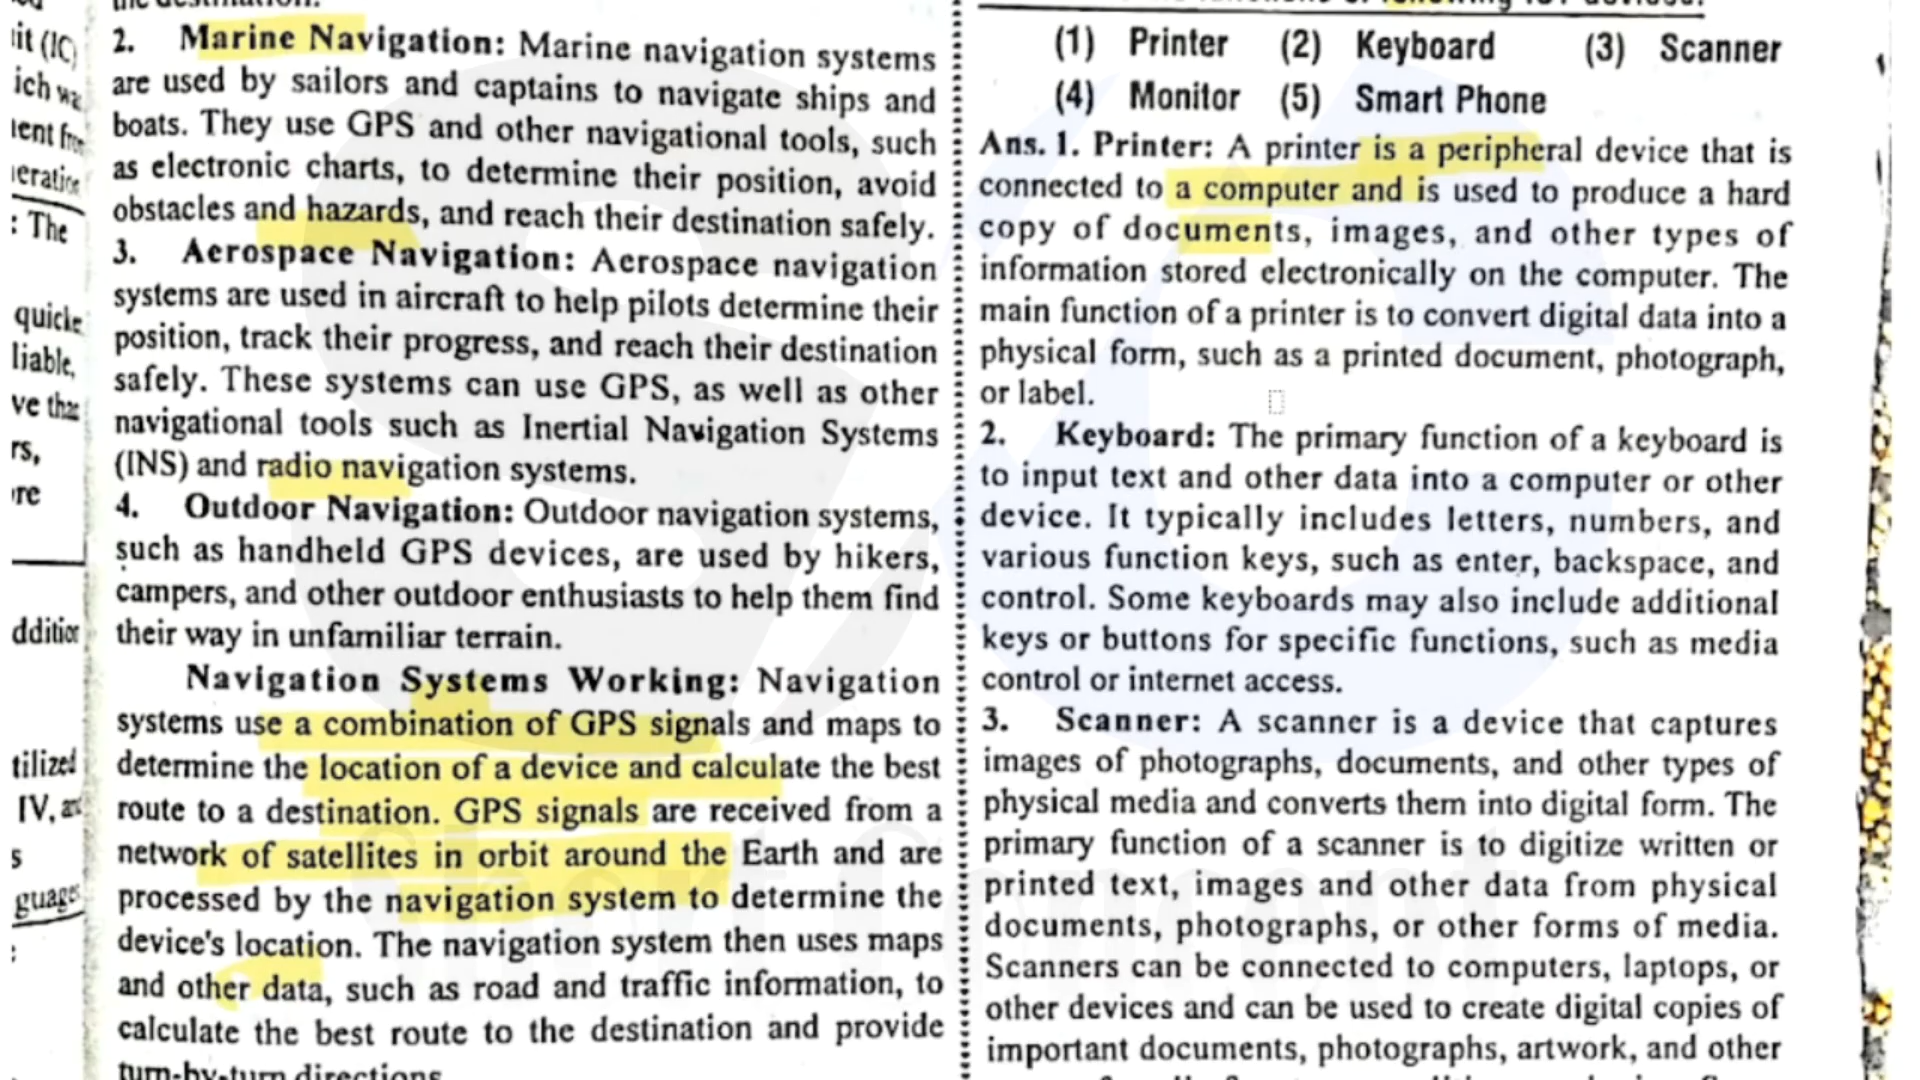 it (IC)
ich
quicke
liable,
rs,
: The
tilized
IV,
s
guages
:
2. Marine Navigation: Marine navigation systems
are used by sailors and captains to navigate ships and
boats. They use GPS and other navigational tools, such
as electronic charts, to determine their position, avoid
obstacles and hazards, and reach their destination safely.
3. Aerospace Navigation: Aerospace navigation
systems are used in aircraft to help pilots determine their
position, track their progress, and reach their destination
safely. These systems can use GPS, as well as other
navigational tools such as Inertial Navigation Systems
(INS) and radio navigation systems.
4. Outdoor Navigation: Outdoor navigation systems,
such as handheld GPS devices, are used by hikers,
campers, and other outdoor enthusiasts to help them find
their way in unfamiliar terrain.
Navigation Systems Working: Navigation
systems use a combination of GPS signals and maps to
determine the location of a device and calculate the best
route to a destination. GPS signals are received from a
network of satellites in orbit around the Earth and are
processed by the navigation system to determine the
device's location. The navigation system then uses maps
and other data, such as road and traffic information, to
calculate the best route to the destination and provide
turn-by-turn directions
(1) Printer (2) Keyboard (3) Scanner
(4) Monitor (5) Smart Phone
Ans. 1. Printer: A printer is a peripheral device that is
connected to a computer and is used to produce a hard
copy of documents, images, and other types of
information stored electronically on the computer. The
main function of a printer is to convert digital data into a
physical form, such as a printed document, photograph,
or label.
2. Keyboard: The primary function of a keyboard is
to input text and other data into a computer or other
device. It typically includes letters, numbers, and
various function keys, such as enter, backspace, and
control. Some keyboards may also include additional
keys or buttons for specific functions, such as media
control or internet access.
3. Scanner: A scanner is a device that captures
images of photographs, documents, and other types of
physical media and converts them into digital form. The
primary function of a scanner is to digitize written or
printed text, images and other data from physical
documents, photographs, or other forms of media.
Scanners can be connected to computers, laptops, or
other devices and can be used to create digital copies of
important documents, photographs, artwork, and other